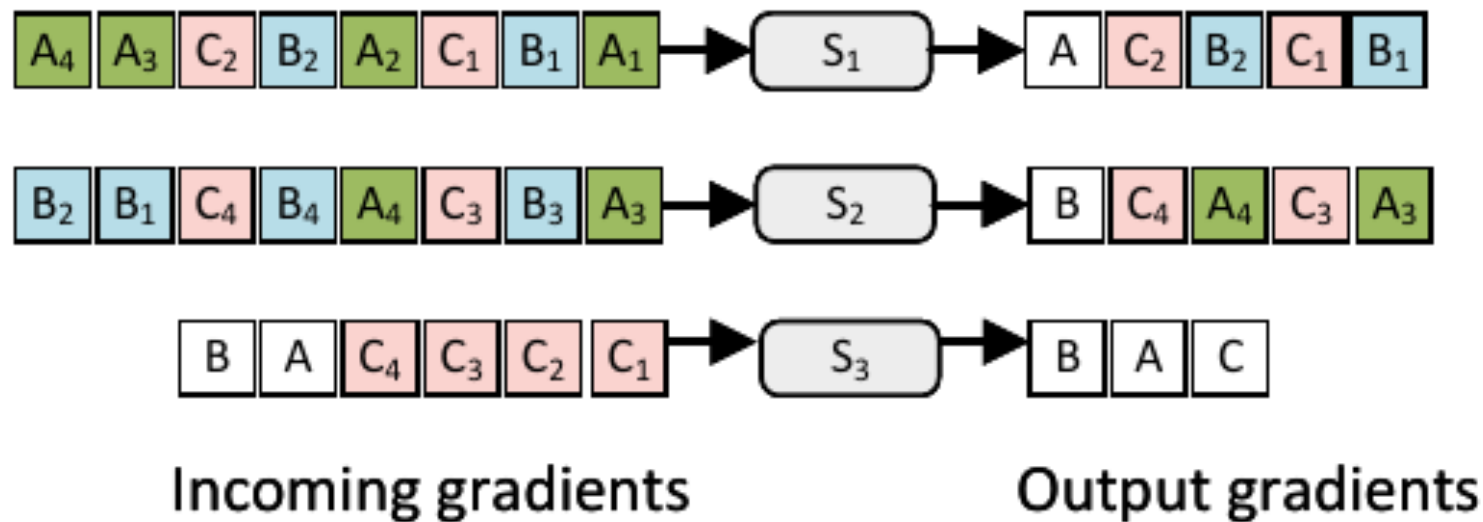 A₄ A₃ C₂ B₂ A₂ C₁ B₁ A₁ S₁ A C₂ B₂ C₁ B₁
B₂ B₁ C₄ B₄ A₄ C₃ B₃ A₃ S₂ B C₄ A₄ C₃ A₃
B A C₄ C₃ C₂ C₁ S₃ B A C
Incoming gradients Output gradients